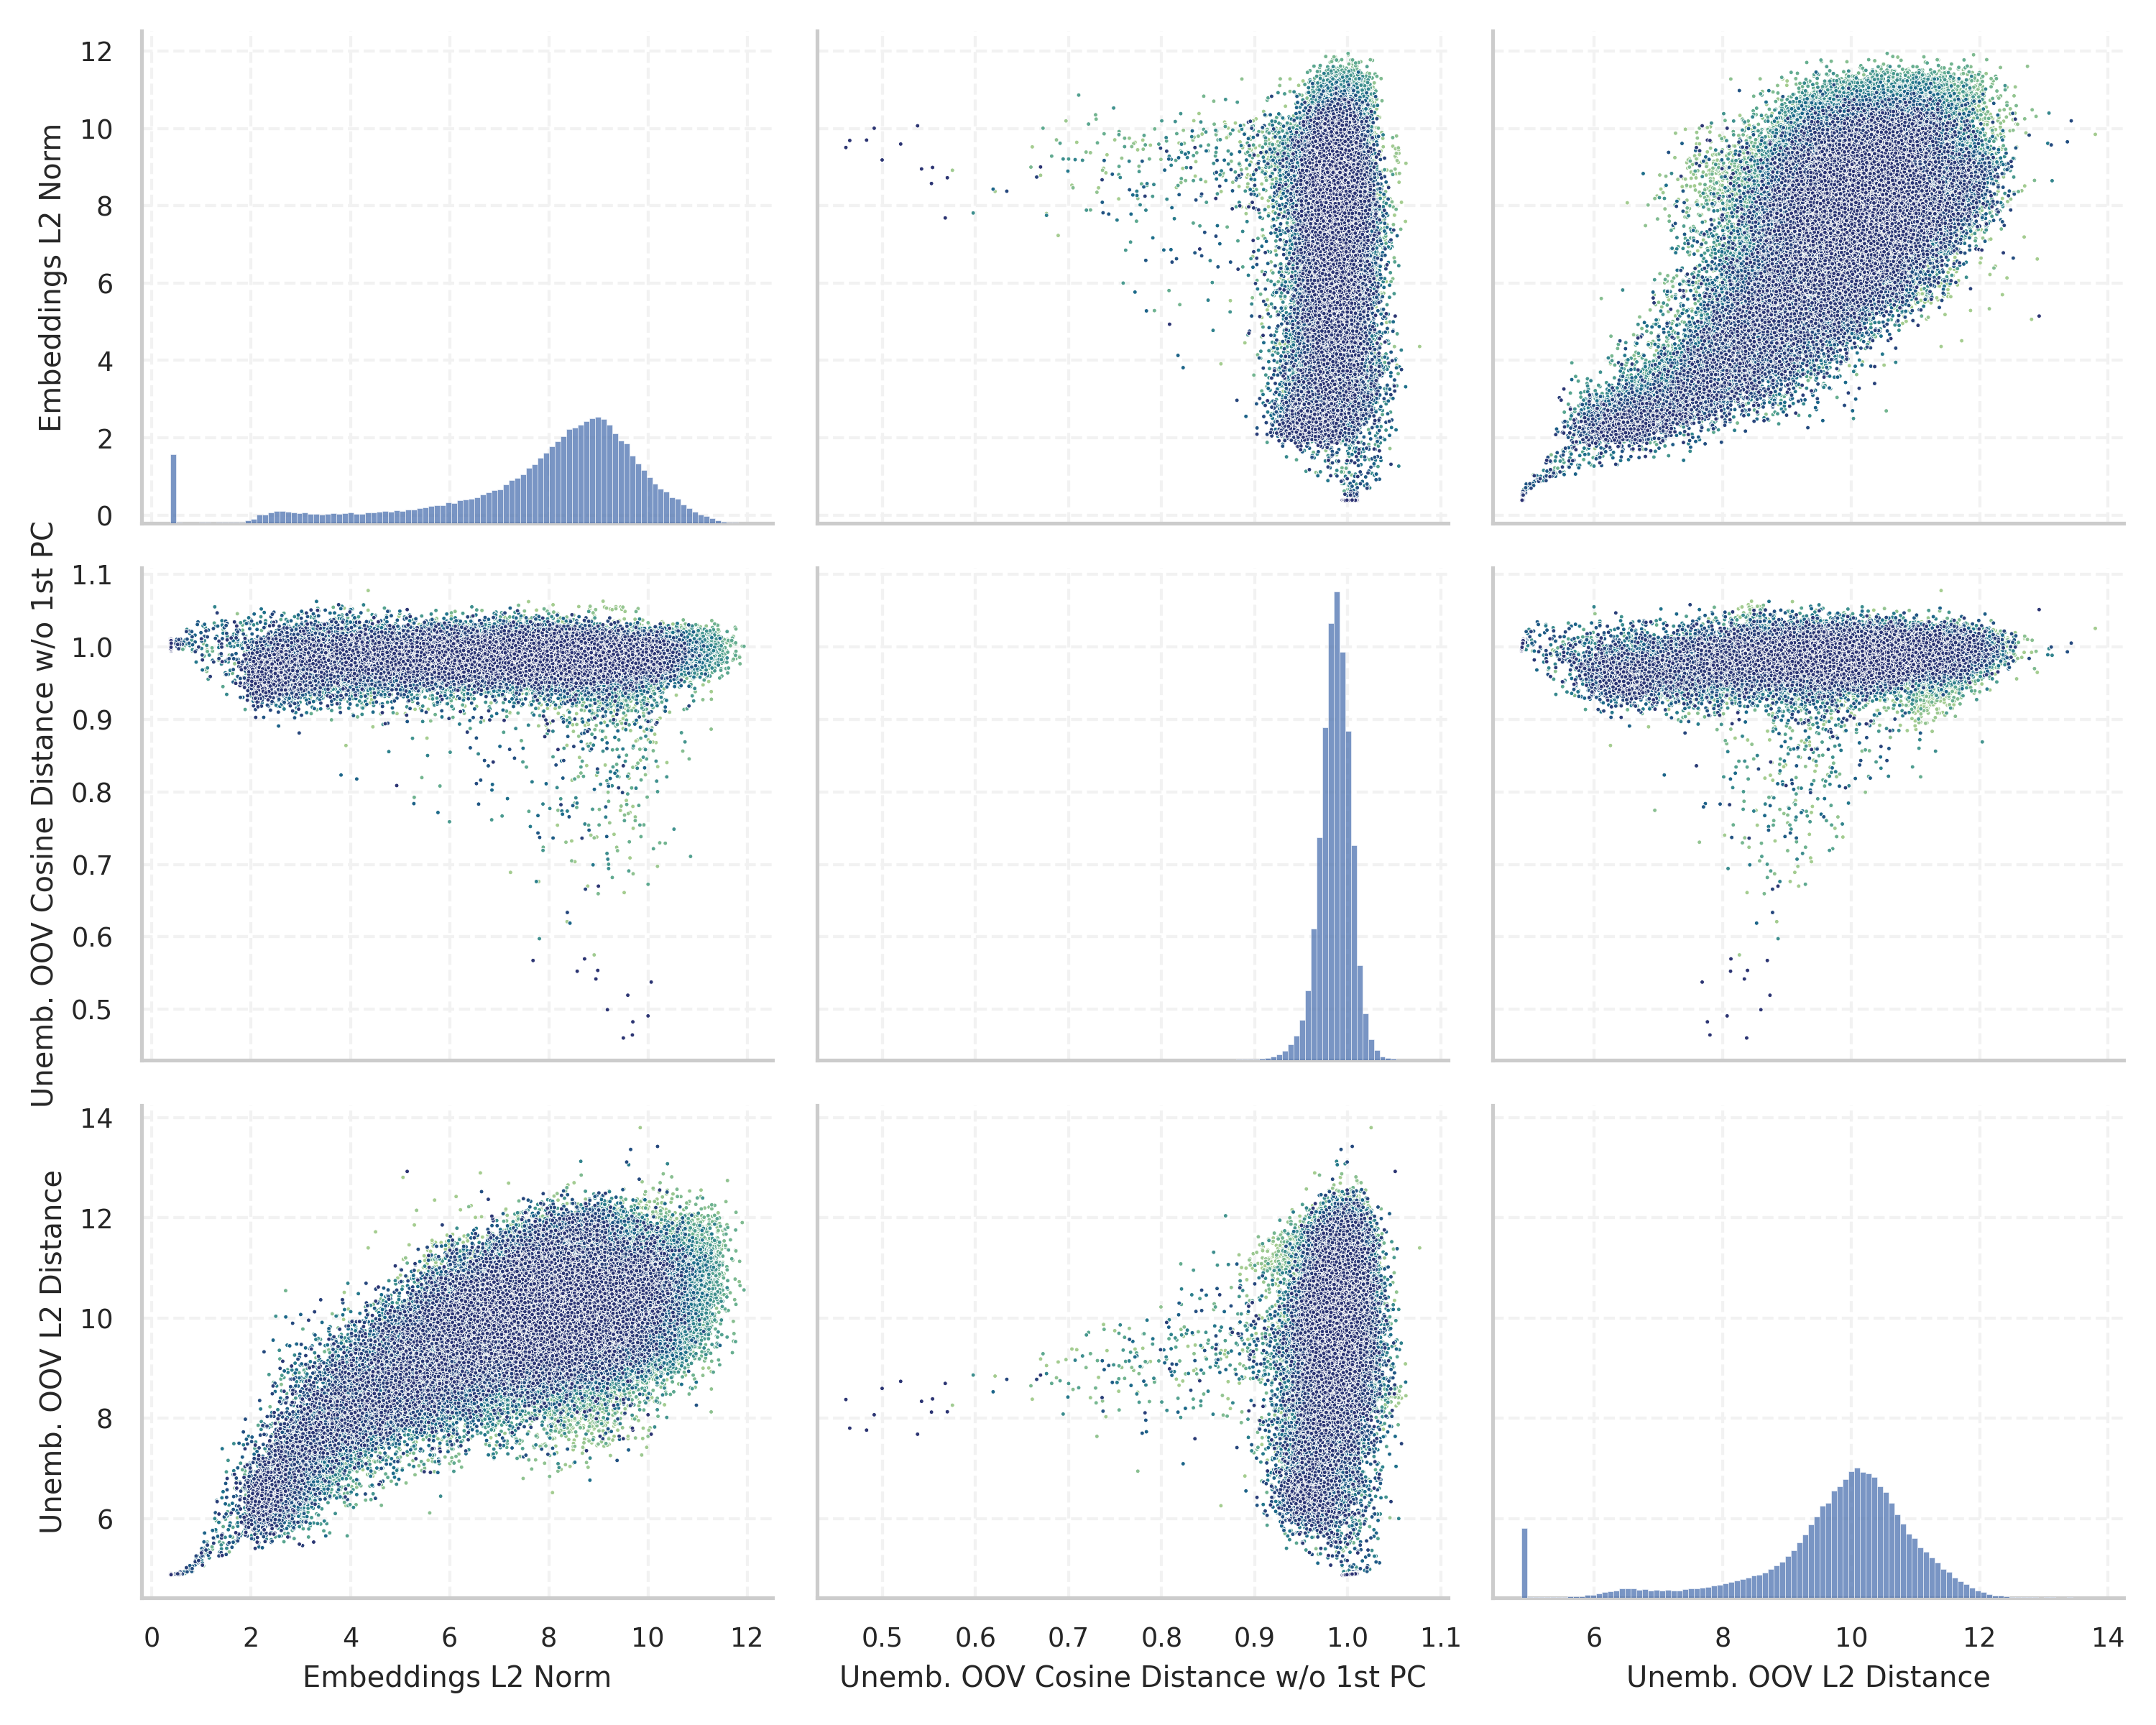 12
10
8
6
4
2
0
Embeddings L2 Norm
1.1
1.0
0.9
0.8
0.7
0.6
0.5
Unemb. OOV Cosine Distance w/o 1st PC
14
12
10
8
6
Unemb. OOV L2 Distance
0 2 4 6 8 10 12
Embeddings L2 Norm
0.5 0.6 0.7 0.8 0.9 1.0 1.1
Unemb. OOV Cosine Distance w/o 1st PC
6 8 10 12 14
Unemb. OOV L2 Distance